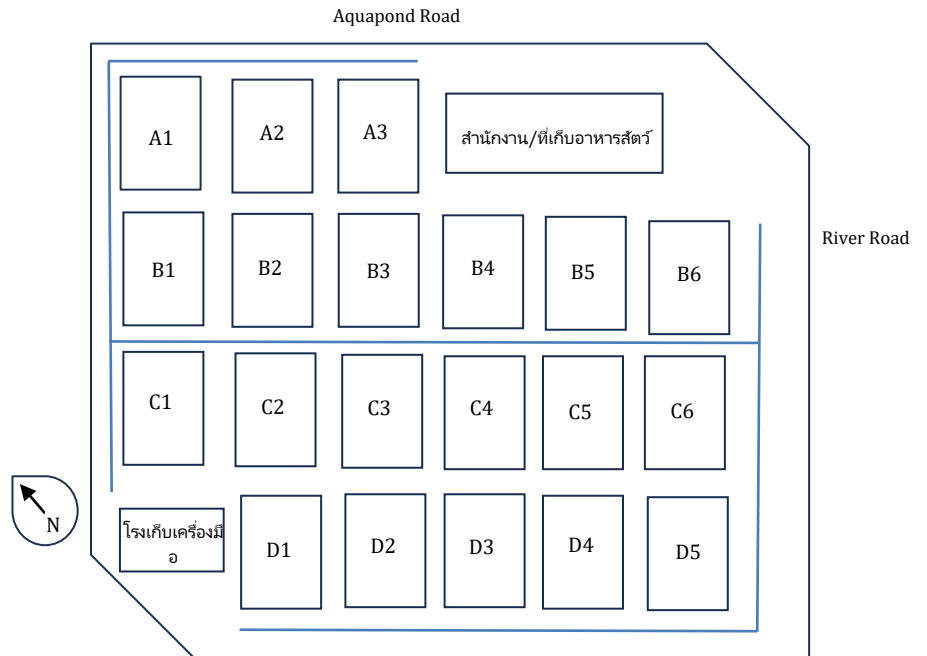 Aquapond Road
A1
A2
A3
สำนักงาน/ที่เก็บอาหารสัตว์
River Road
B1
B2
B3
B4
B5
B6
C1
C2
C3
C4
C5
C6
N
โรงเก็บเครื่องมื
อ
D1
D2
D3
D4
D5